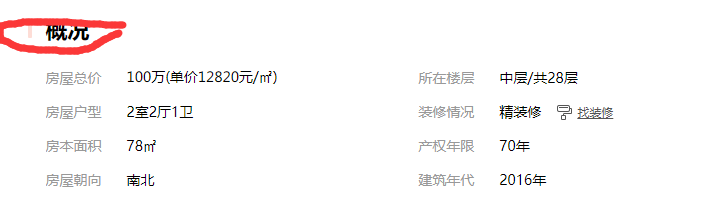 概况
房屋总价 100万(单价12820元/㎡) 所在楼层 中层/共28层
房屋户型 2室2厅1卫 装修情况 精装修 找装修
房本面积 78㎡ 产权年限 70年
房屋朝向 南北 建筑年代 2016年